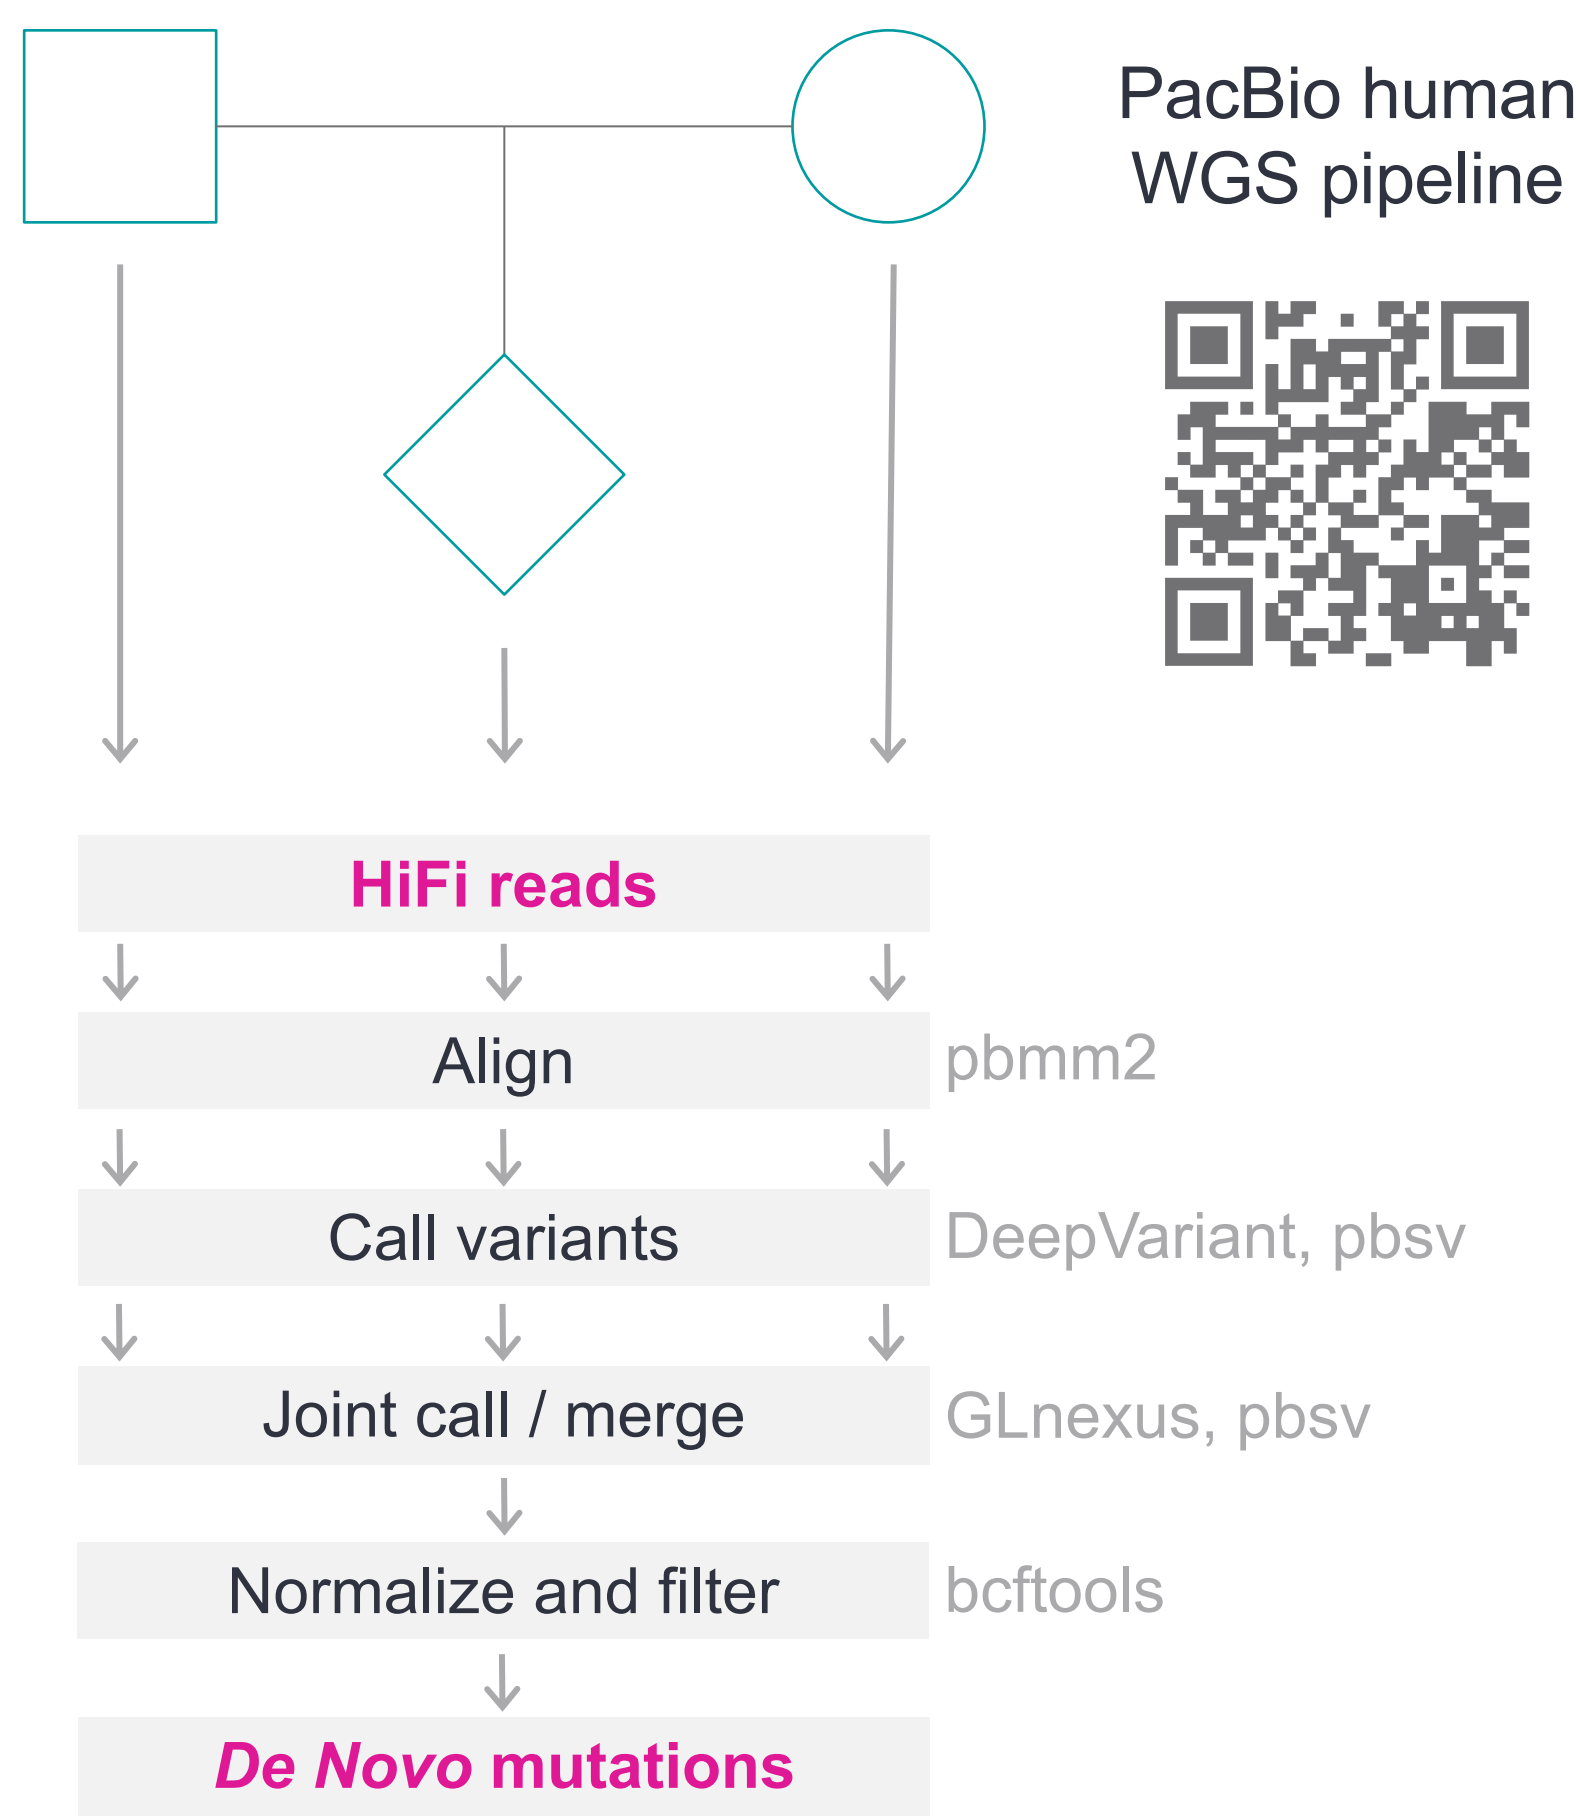 PacBio human
WGS pipeline
HiFi reads
Align
pbmm2
Call variants
DeepVariant, pbsv
Joint call / merge
GLnexus, pbsv
Normalize and filter
bcftools
De Novo mutations